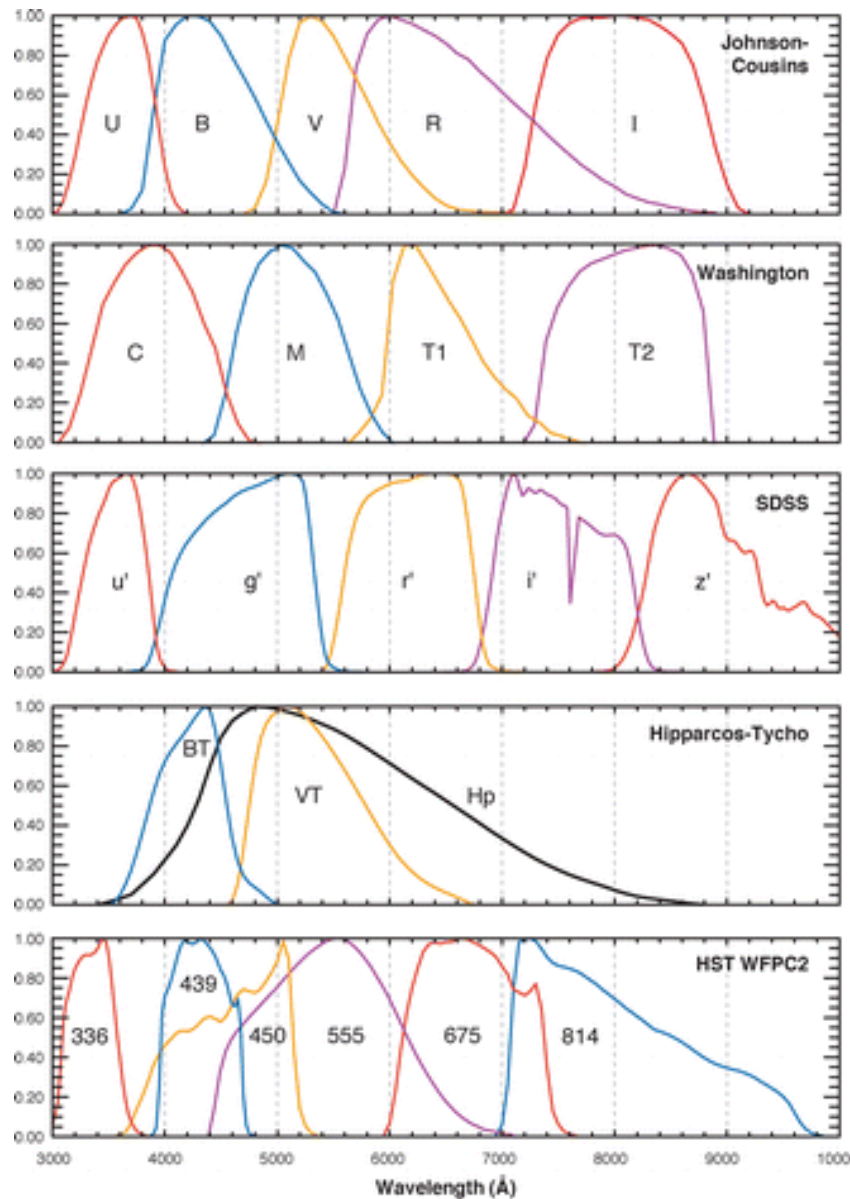 1.00
0.80
0.60
0.40
0.20
0.00
U B V R I
Johnson-
Cousins
1.00
0.80
0.60
0.40
0.20
0.00
C M T1 T2
Washington
1.00
0.80
0.60
0.40
0.20
0.00
u' g' r' i' z'
SDSS
1.00
0.80
0.60
0.40
0.20
0.00
BT VT Hp
Hipparcos-Tycho
1.00
0.80
0.60
0.40
0.20
0.00
336 439 450 555 675 814
HST WFPC2
3000 4000 5000 6000 7000 8000 9000 1000
Wavelength (Å)